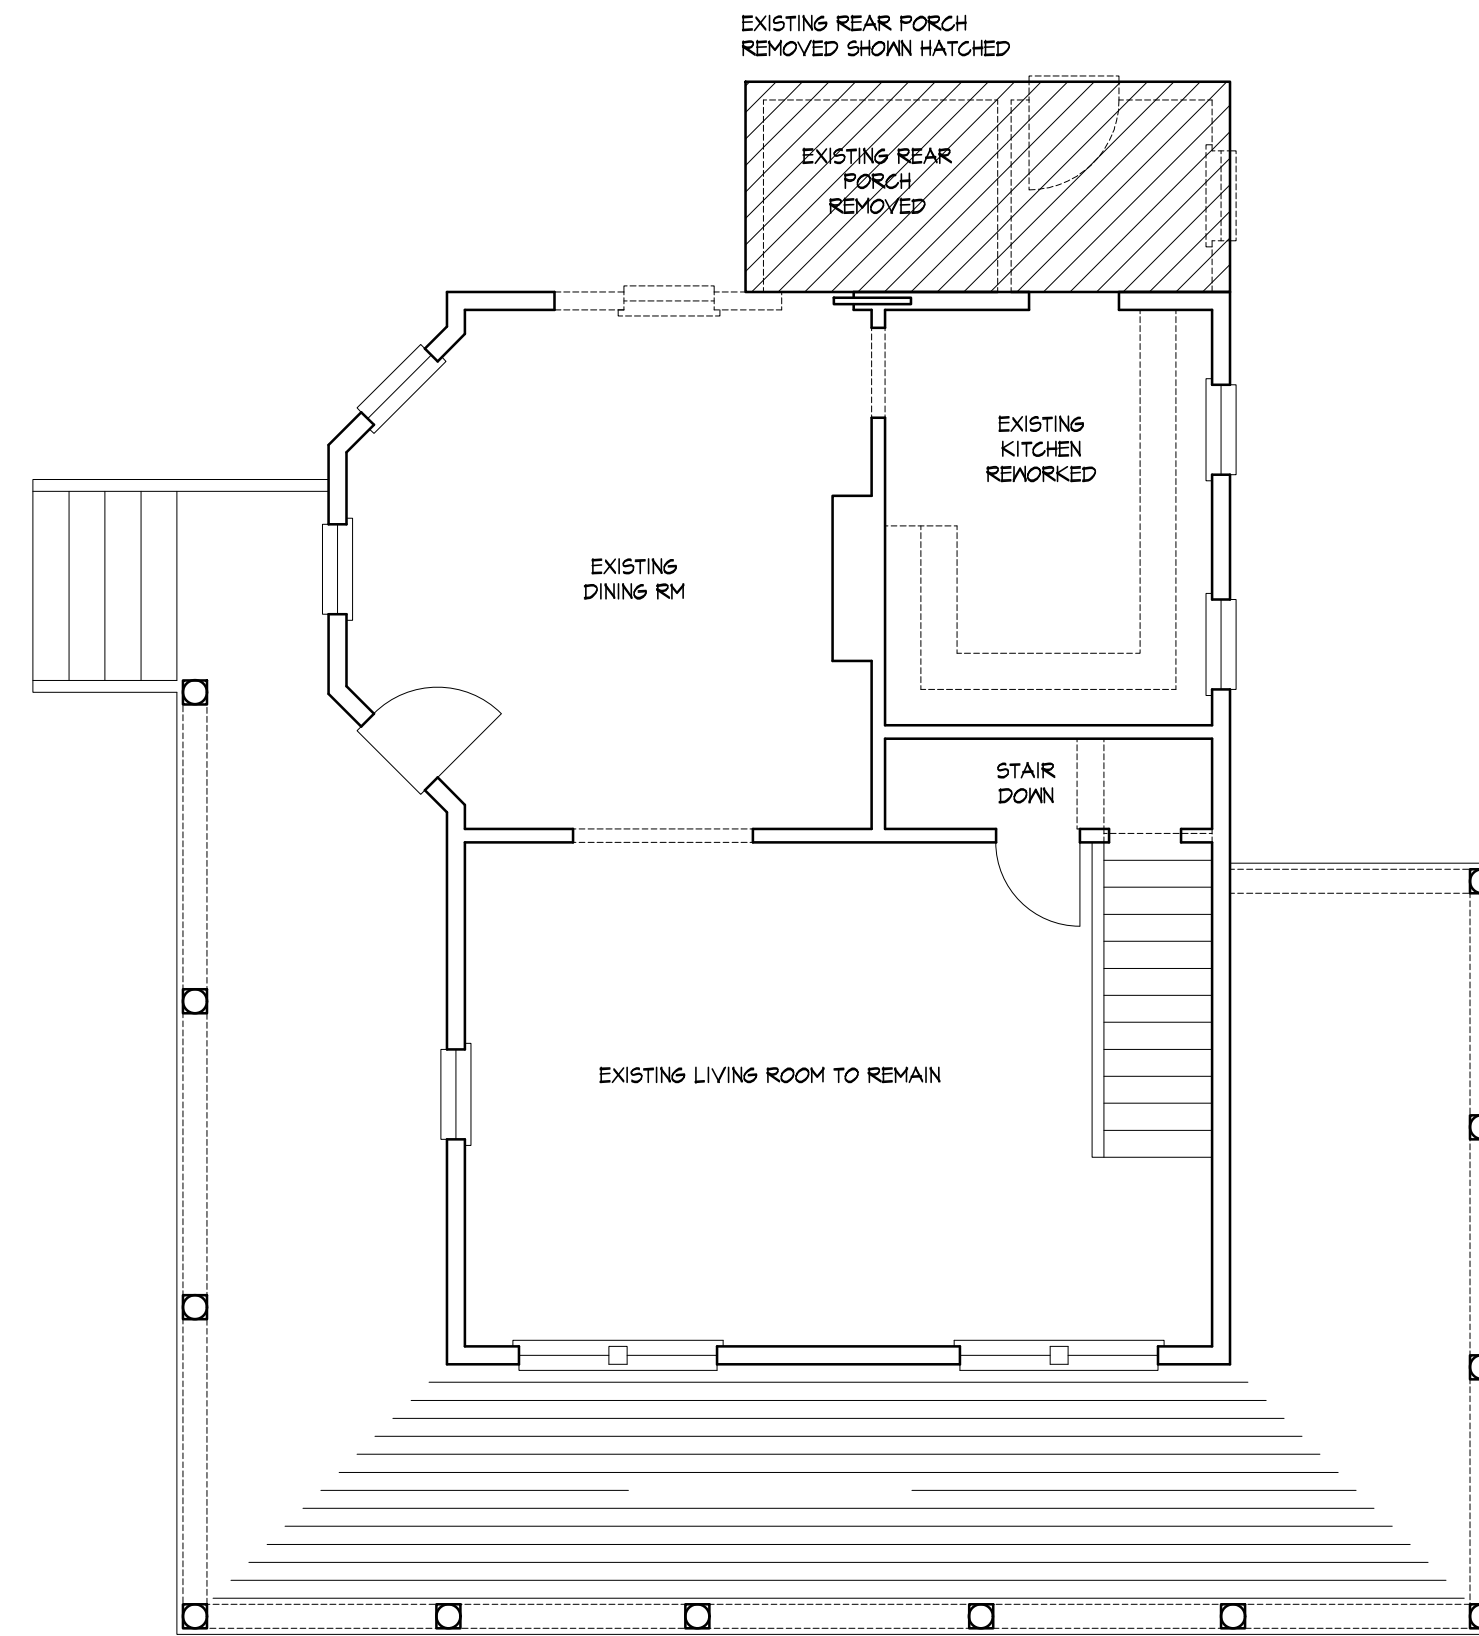 EXISTING REAR PORCH
REMOVED SHOWN HATCHED
EXISTING REAR
PORCH
REMOVED
EXISTING
KITCHEN
REWORKED
EXISTING
DINING RM
STAIR
DOWN
EXISTING LIVING ROOM TO REMAIN